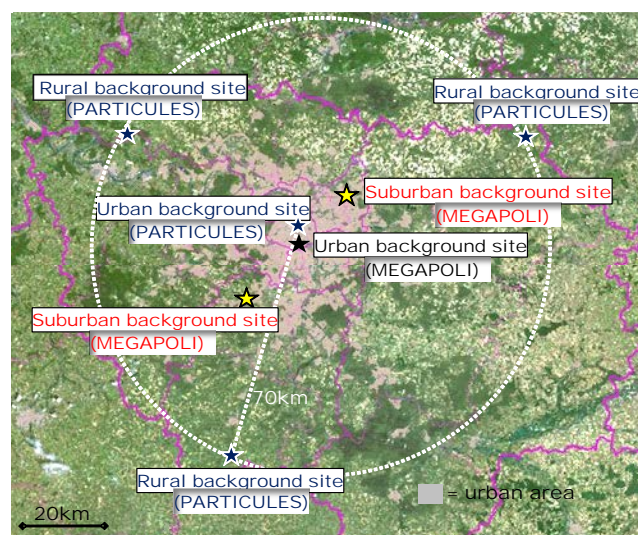 Rural background site
(PARTICULES)
Rural background site
(PARTICULES)
Suburban background site
(MEGAPOLI)
Urban background site
(PARTICULES)
Urban background site
(MEGAPOLI)
Suburban background site
(MEGAPOLI)
70km
Rural background site
(PARTICULES)
= urban area
20km